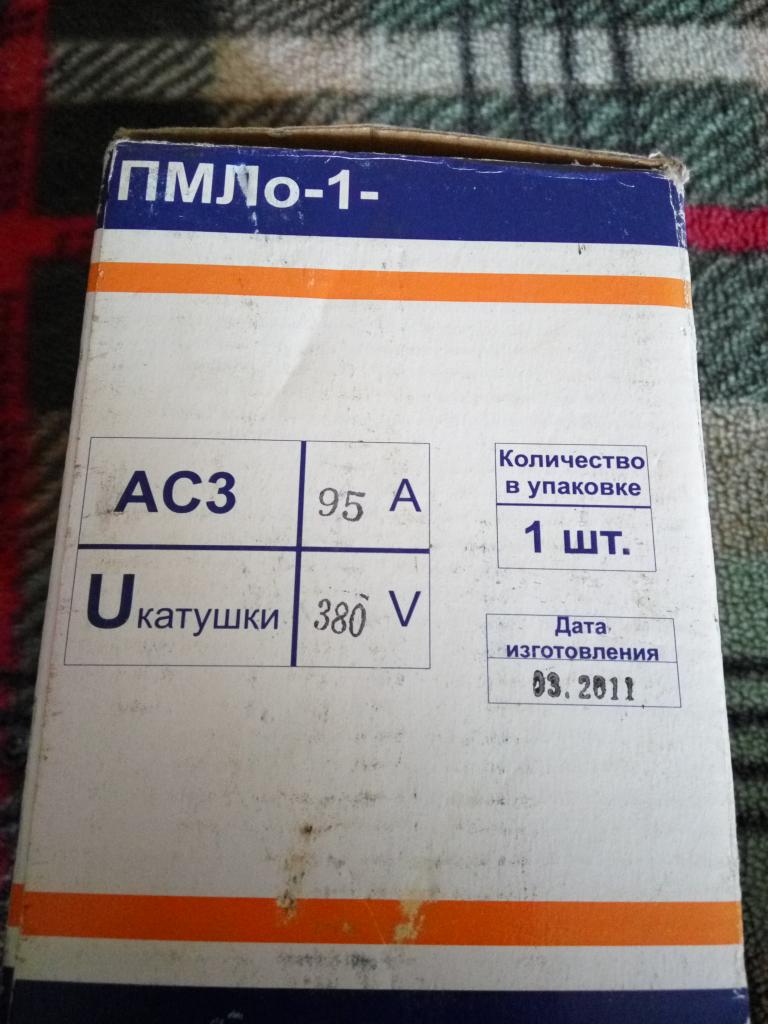 ПМЛо-1-
АС3 95 А
Uкатушки 380 V
Количество
в упаковке
1 шт.
Дата
изготовления
03.2011